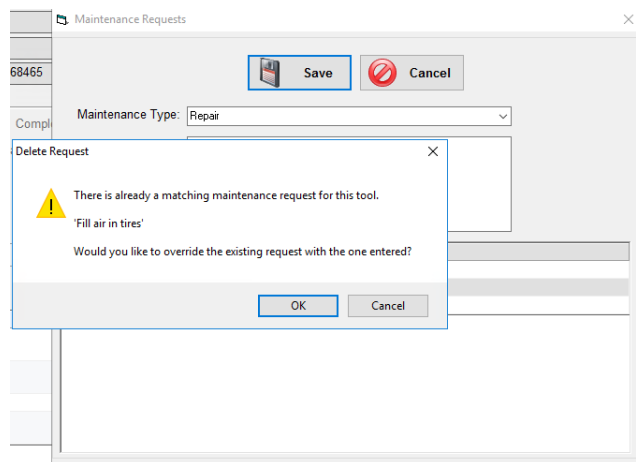 Maintenance Requests
68465
Save
Cancel
Maintenance Type:
Repair
Delete Request
There is already a matching maintenance request for this tool.
'Fill air in tires'
Would you like to override the existing request with the one entered?
OK
Cancel